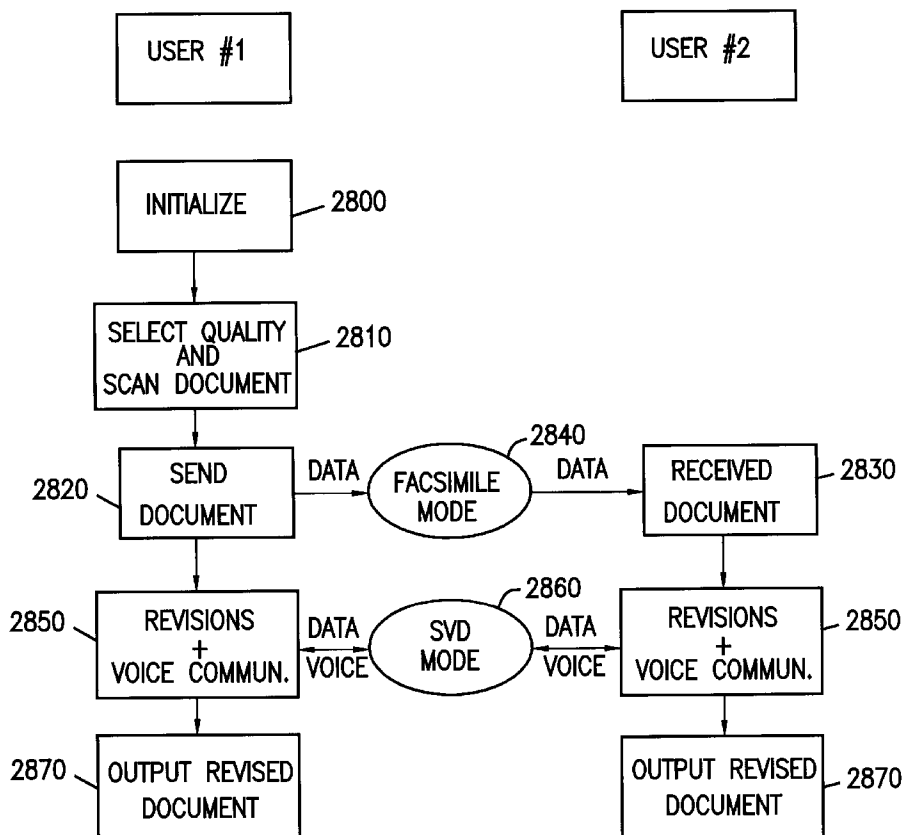 USER #1
USER #2
INITIALIZE
2800
SELECT QUALITY
AND
SCAN DOCUMENT
2810
2820
SEND
DOCUMENT
DATA
FACSIMILE
MODE
2840
DATA
RECEIVED
DOCUMENT
2830
2850
REVISIONS
+
VOICE COMMUN.
DATA
VOICE
SVD
MODE
2860
DATA
VOICE
REVISIONS
+
VOICE COMMUN.
2850
2870
OUTPUT REVISED
DOCUMENT
OUTPUT REVISED
DOCUMENT
2870